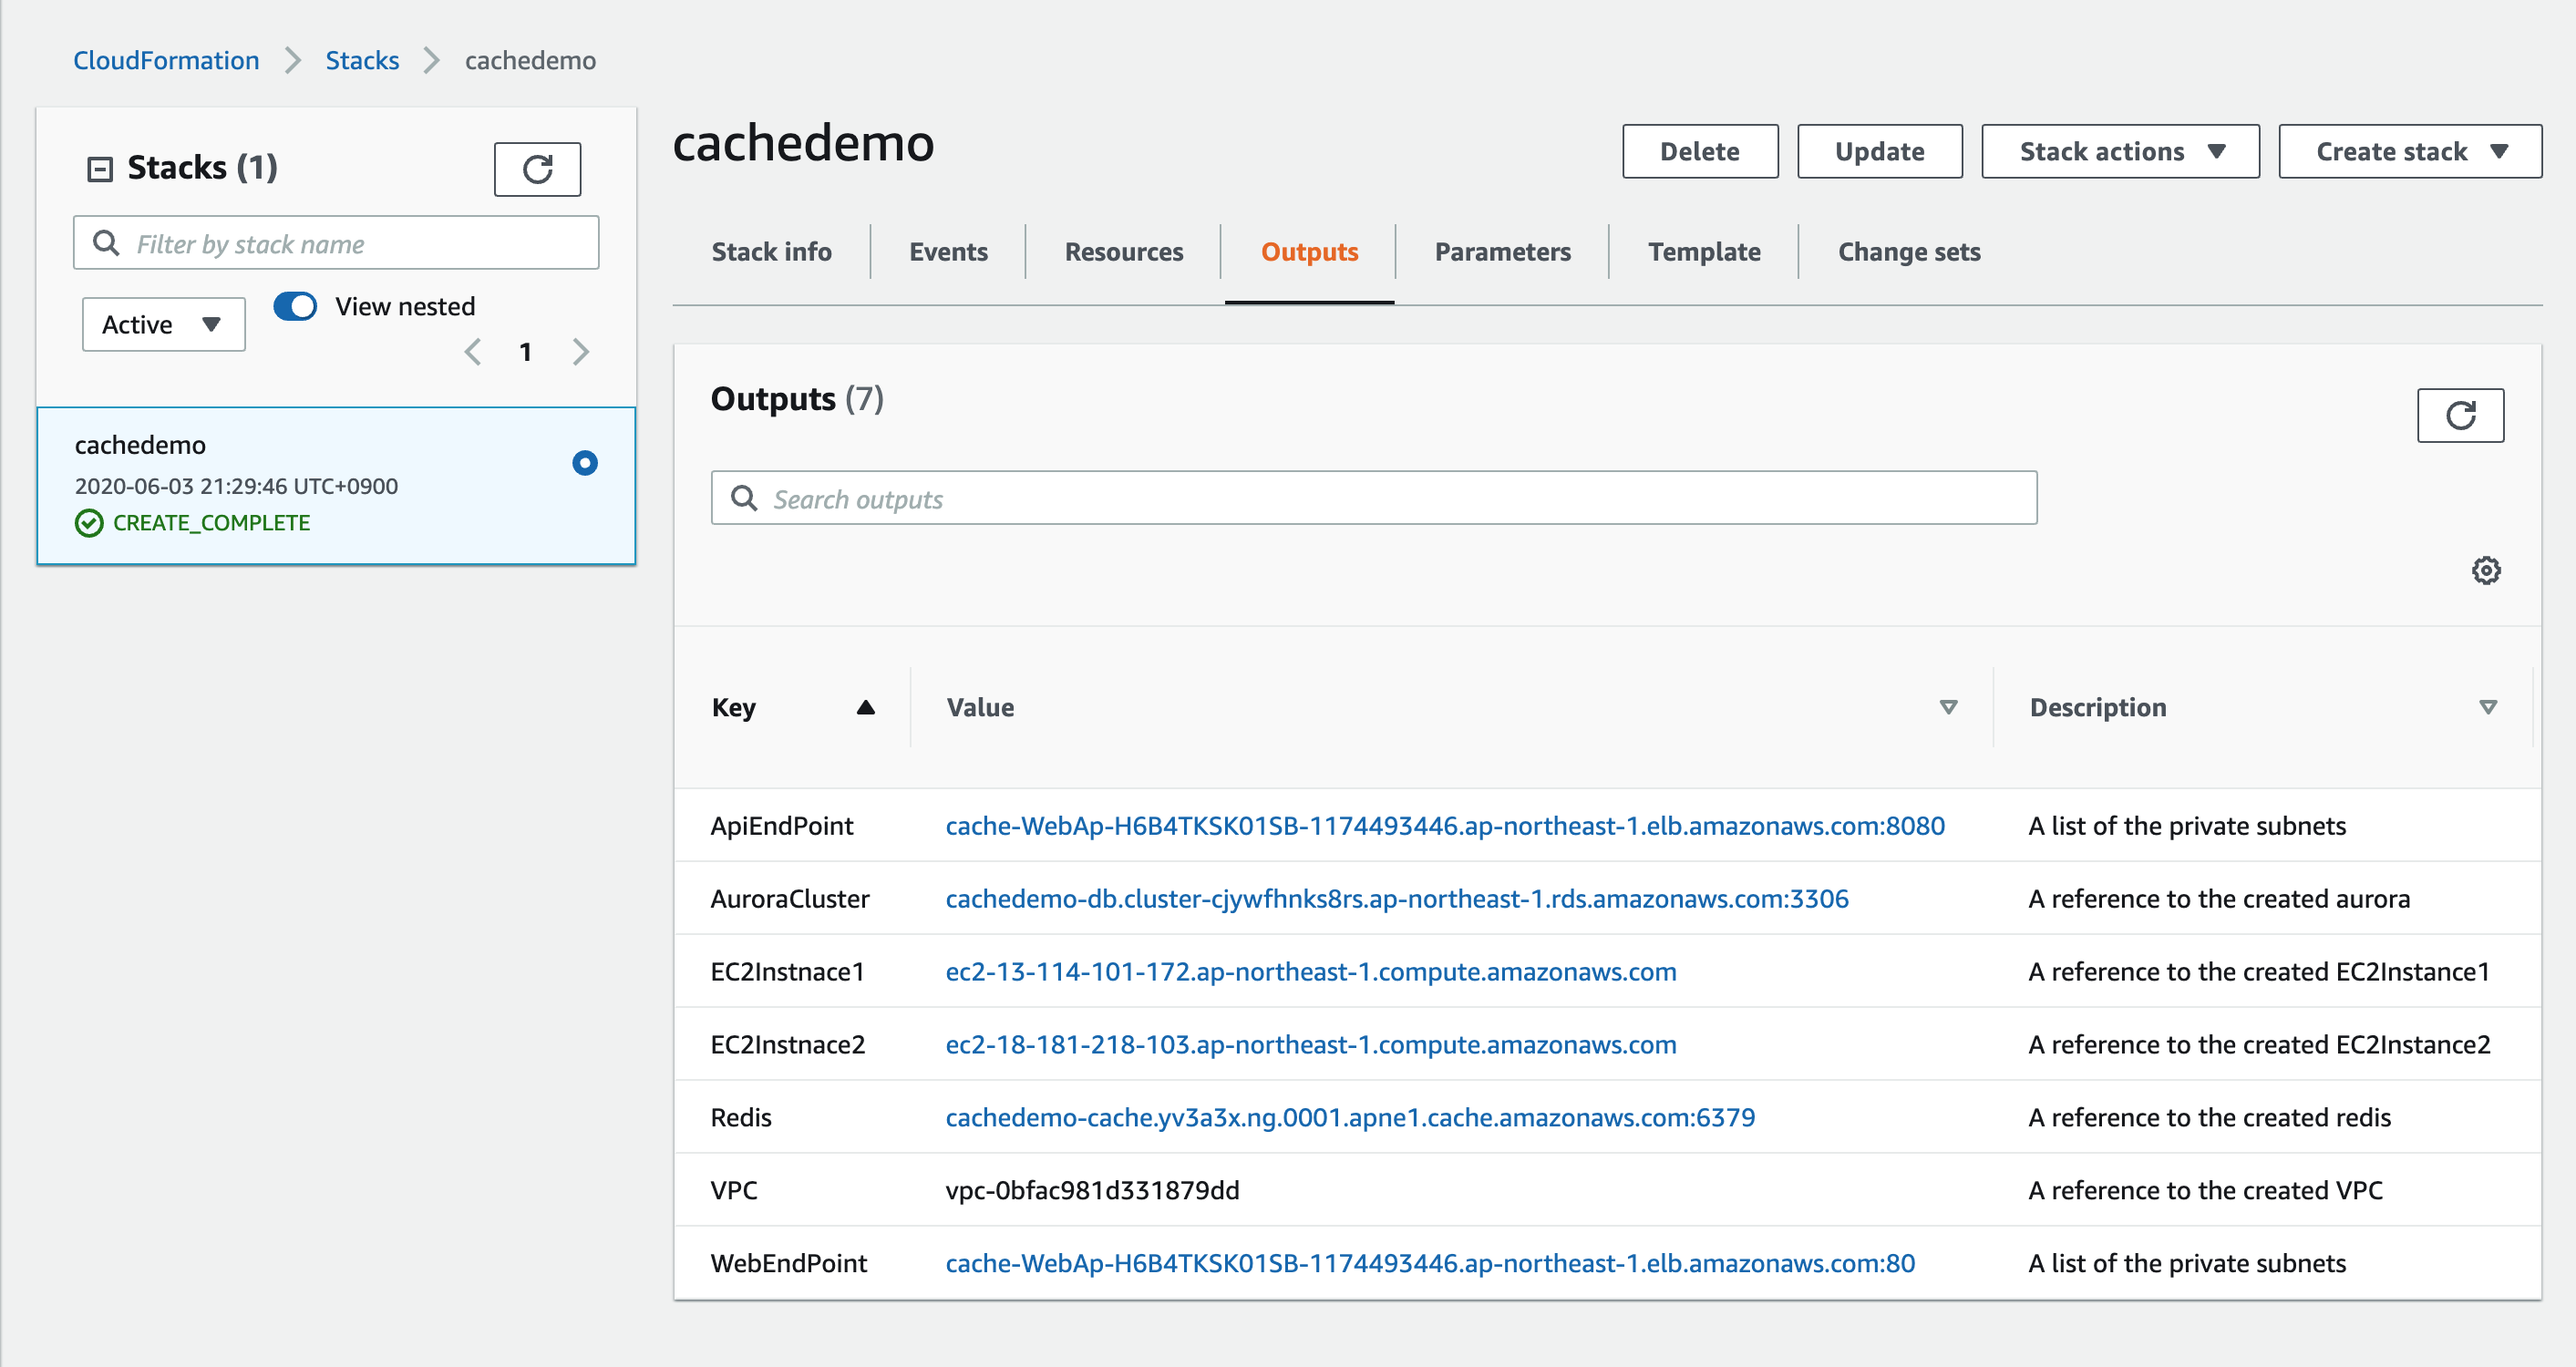 CloudFormation Stacks cachedemo
Stacks (1)
Filter by stack name
Active
View nested
1
cachedemo
2020-06-03 21:29:46 UTC+0900
CREATE_COMPLETE
cachedemo
Delete Update Stack actions Create stack
Stack info Events Resources Outputs Parameters Template Change sets
Outputs (7)
Search outputs
Key Value Description
ApiEndPoint cache-WebAp-H6B4TKSK01SB-1174493446.ap-northeast-1.elb.amazonaws.com:8080 A list of the private subnets
AuroraCluster cachedemo-db.cluster-cjywfhnks8rs.ap-northeast-1.rds.amazonaws.com:3306 A reference to the created aurora
EC2Instnace1 ec2-13-114-101-172.ap-northeast-1.compute.amazonaws.com A reference to the created EC2Instance1
EC2Instnace2 ec2-18-181-218-103.ap-northeast-1.compute.amazonaws.com A reference to the created EC2Instance2
Redis cachedemo-cache.yv3a3x.ng.0001.apne1.cache.amazonaws.com:6379 A reference to the created redis
VPC vpc-0bfac981d331879dd A reference to the created VPC
WebEndPoint cache-WebAp-H6B4TKSK01SB-1174493446.ap-northeast-1.elb.amazonaws.com:80 A list of the private subnets